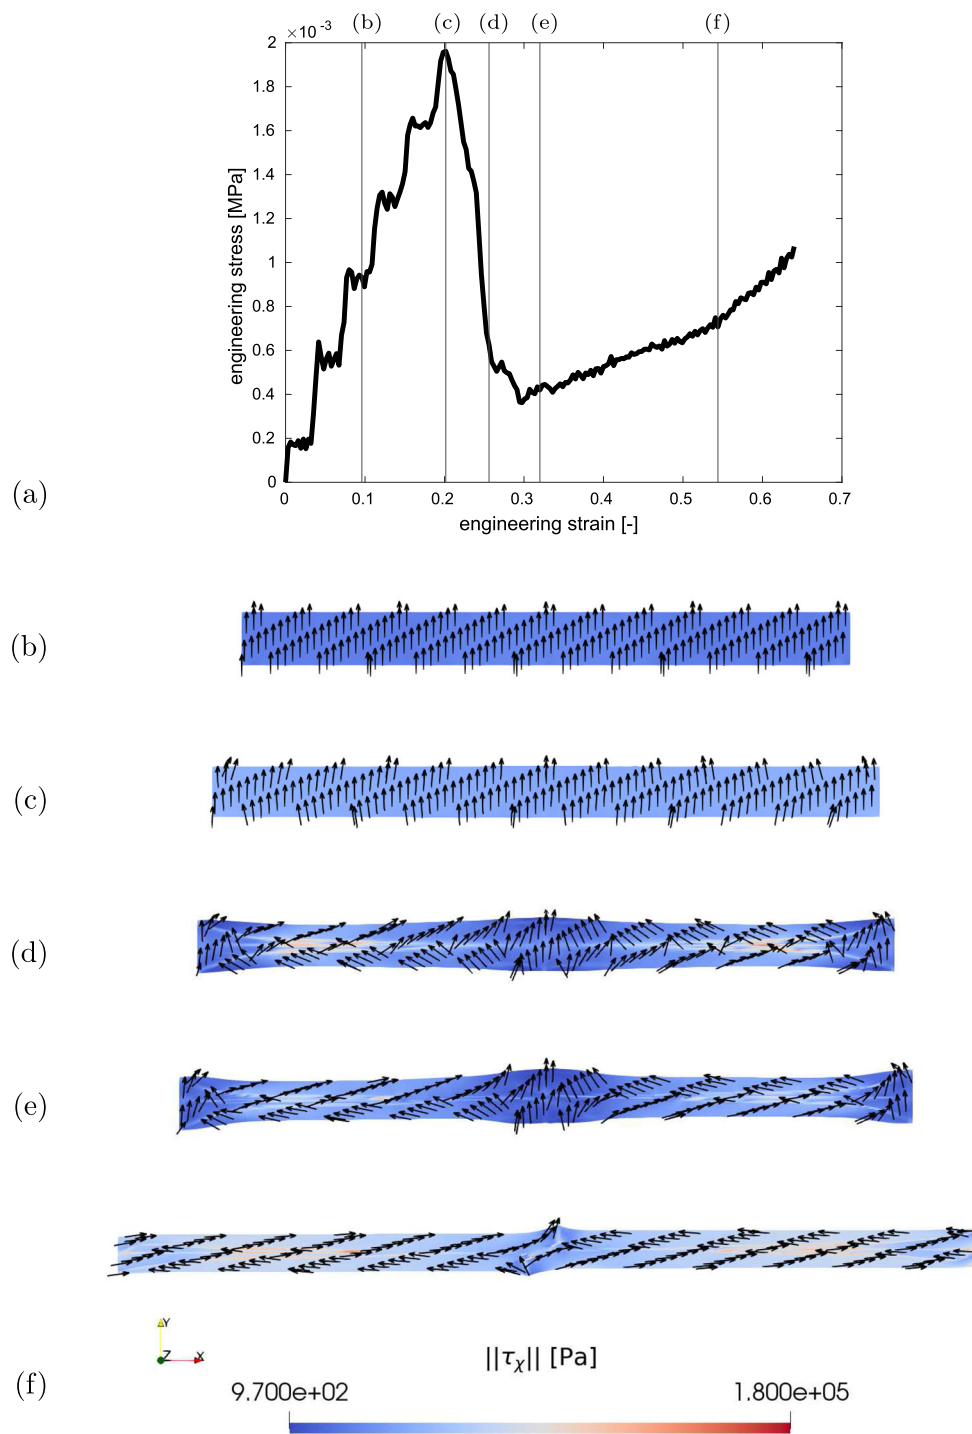 (b) (c) (d) (e) (f)
×10 -3
2
1.8
1.6
1.4
1.2
1
0.8
0.6
0.4
0.2
0
engineering stress [MPa]
0 0.1 0.2 0.3 0.4 0.5 0.6 0.7
engineering strain [-]
(a)
(b)
(c)
(d)
(e)
Y
Z X
||τχ|| [Pa]
(f)
9.700e+02 1.800e+05